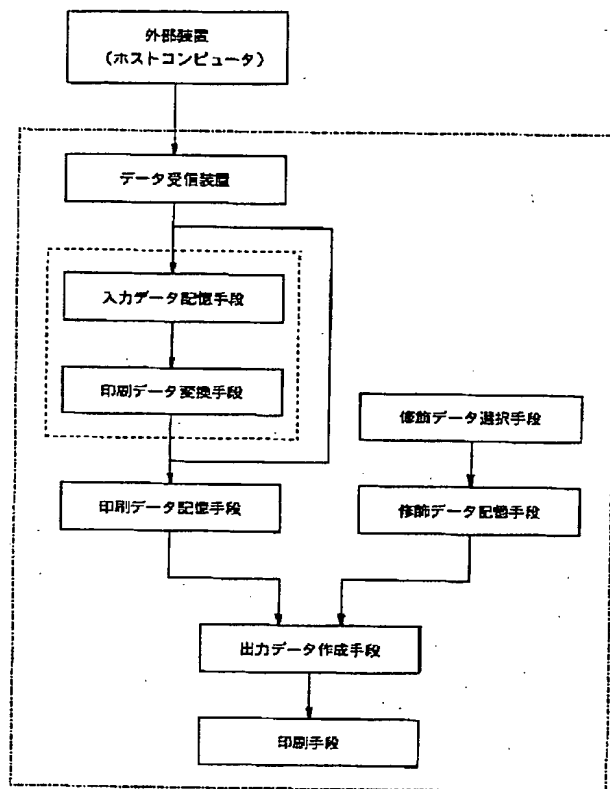 外部装置
(ホストコンピュータ)
データ受信装置
入力データ記憶手段
印刷データ変換手段
修飾データ選択手段
印刷データ記憶手段
修飾データ記憶手段
出力データ作成手段
印刷手段